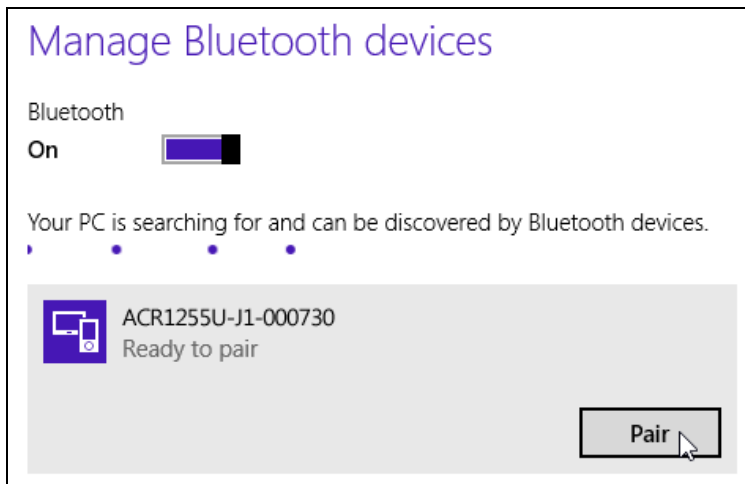 Manage Bluetooth devices
Bluetooth
On
Your PC is searching for and can be discovered by Bluetooth devices.
ACR1255U-J1-000730
Ready to pair
Pair